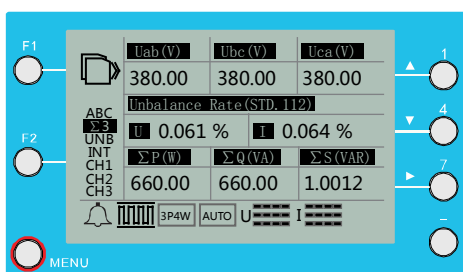 F1
Uab(V) Ubc(V) Uca(V)
1
380.00 380.00 380.00
Unbalance Rate(STD.112)
ABC
Σ3
UNB
INT
CH1
CH2
CH3
U 0.061 % I 0.064 %
4
F2
ΣP(W) ΣQ(VA) ΣS(VAR)
7
660.00 660.00 1.0012
3P4W AUTO U I
–
MENU